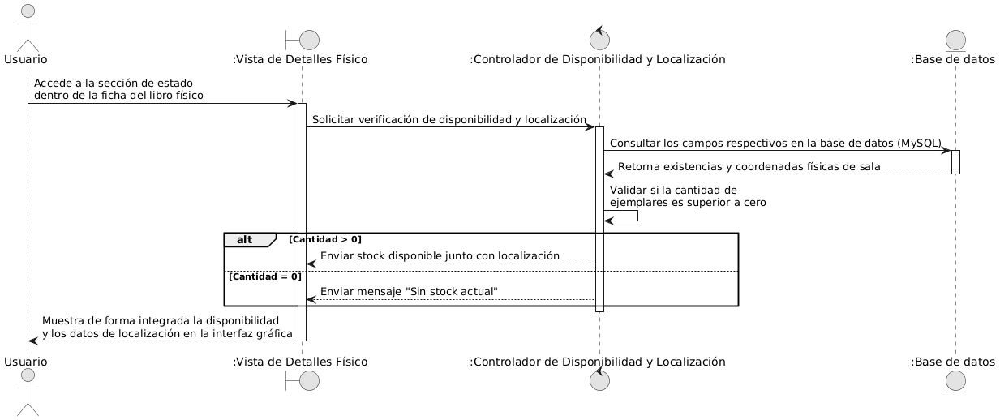 Usuario
:Vista de Detalles Físico
:Controlador de Disponibilidad y Localización
:Base de datos
Accede a la sección de estado
dentro de la ficha del libro físico
Solicitar verificación de disponibilidad y localización
Consultar los campos respectivos en la base de datos (MySQL)
Retorna existencias y coordenadas físicas de sala
Validar si la cantidad de
ejemplares es superior a cero
alt
[Cantidad > 0]
Enviar stock disponible junto con localización
[Cantidad = 0]
Enviar mensaje "Sin stock actual"
Muestra de forma integrada la disponibilidad
y los datos de localización en la interfaz gráfica
Usuario
:Vista de Detalles Físico
:Controlador de Disponibilidad y Localización
:Base de datos